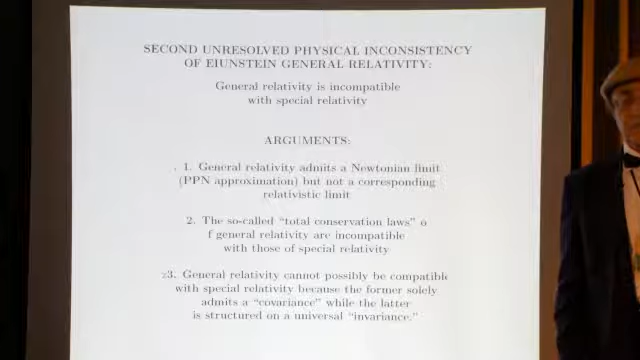 SECOND UNRESOLVED PHYSICAL INCONSISTENCY
OF EIUNSTEIN GENERAL RELATIVITY:
General relativity is incompatible
with special relativity
ARGUMENTS:
. 1. General relativity admiits a Newtonian limit
(PPN approximation) but not a corresponding
relativistic limit
2. The so-called “total conservation laws” o
f general relativity are incompatible
with those of special relativity
z3. General relativity cannot possibly be compatible
with special relativity because the former solely
admits a “covariance” while the latter
is structured on a universal “invariance.”